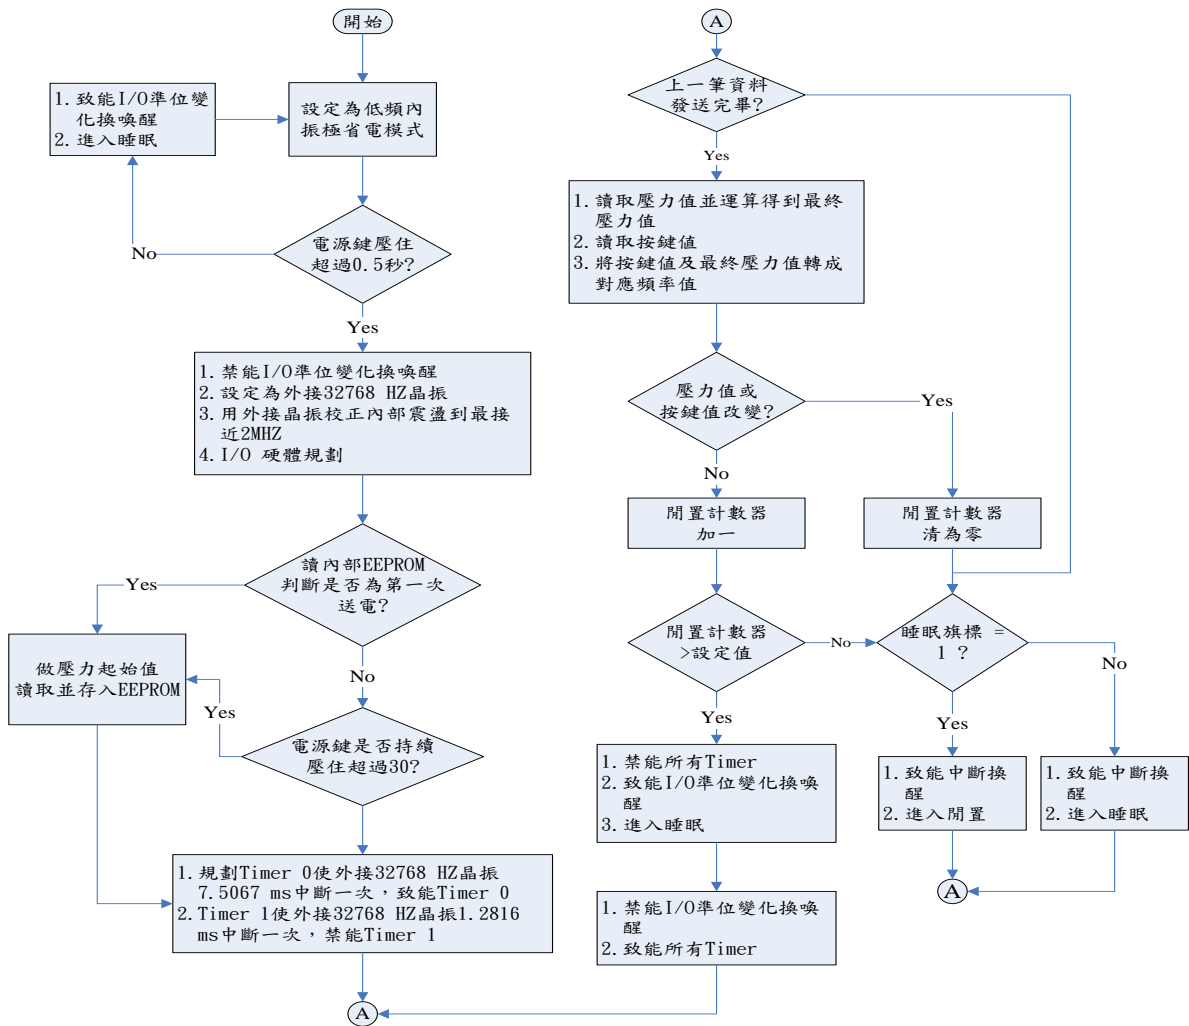 開始
1. 致能I/O準位變
化換喚醒
2. 進入睡眠
設定為低頻內
振極省電模式
電源鍵壓住
超過0.5秒?
No
Yes
1. 禁能I/O準位變化換喚醒
2. 設定為外接32768 HZ晶振
3. 用外接晶振校正內部震盪到最接
近2MHZ
4. I/O 硬體規劃
讀內部EEPROM
判斷是否為第一次
送電?
Yes
No
做壓力起始值
讀取並存入EEPROM
Yes
電源鍵是否持續
壓住超過30?
1. 規劃Timer 0使外接32768 HZ晶振
7.5067 ms中斷一次，致能Timer 0
2. Timer 1使外接32768 HZ晶振1.2816
ms中斷一次，禁能Timer 1
A
A
上一筆資料
發送完畢?
Yes
1. 讀取壓力值並運算得到最終
壓力值
2. 讀取按鍵值
3. 將按鍵值及最終壓力值轉成
對應頻率值
壓力值或
按鍵值改變?
Yes
No
閒置計數器
加一
閒置計數器
清為零
閒置計數器
>設定值
No
睡眠旗標 =
1 ?
No
Yes
Yes
1. 禁能所有Timer
2. 致能I/O準位變化換喚
醒
3. 進入睡眠
1. 致能中斷換
醒
2. 進入閒置
1. 致能中斷換
醒
2. 進入睡眠
A
1. 禁能I/O準位變化換喚
醒
2. 致能所有Timer